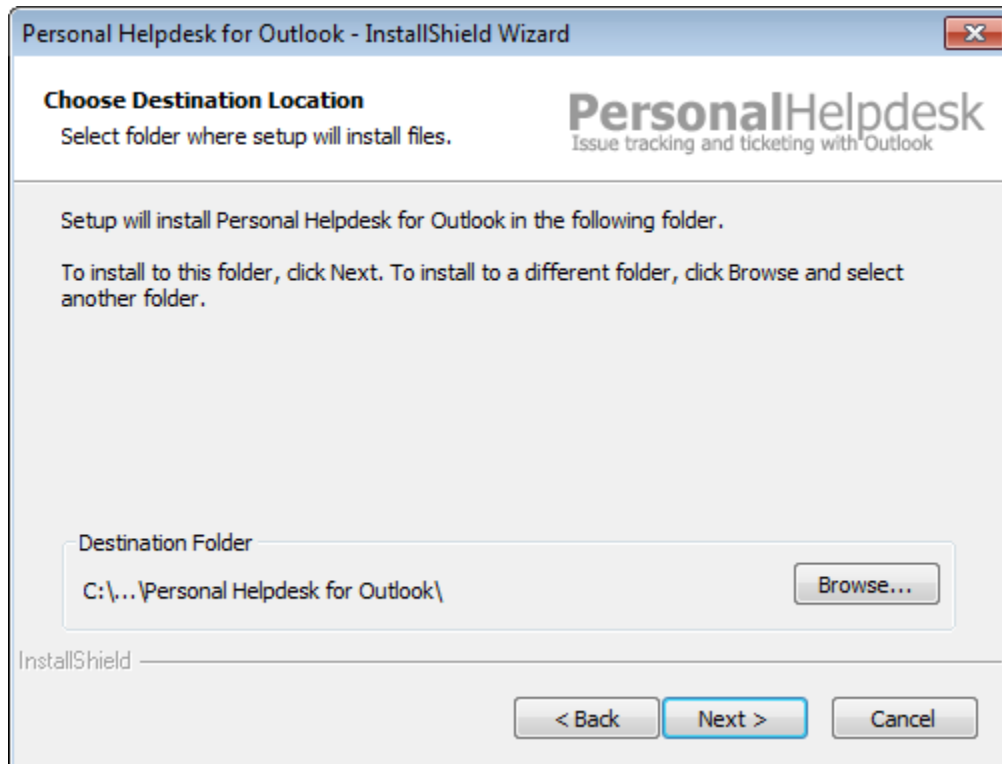 Personal Helpdesk for Outlook - InstallShield Wizard
Choose Destination Location
Select folder where setup will install files.
PersonalHelpdesk
Issue tracking and ticketing with Outlook
Setup will install Personal Helpdesk for Outlook in the following folder.
To install to this folder, click Next. To install to a different folder, click Browse and select
another folder.
Destination Folder
C:\...\Personal Helpdesk for Outlook\
Browse...
InstallShield
< Back
Next >
Cancel